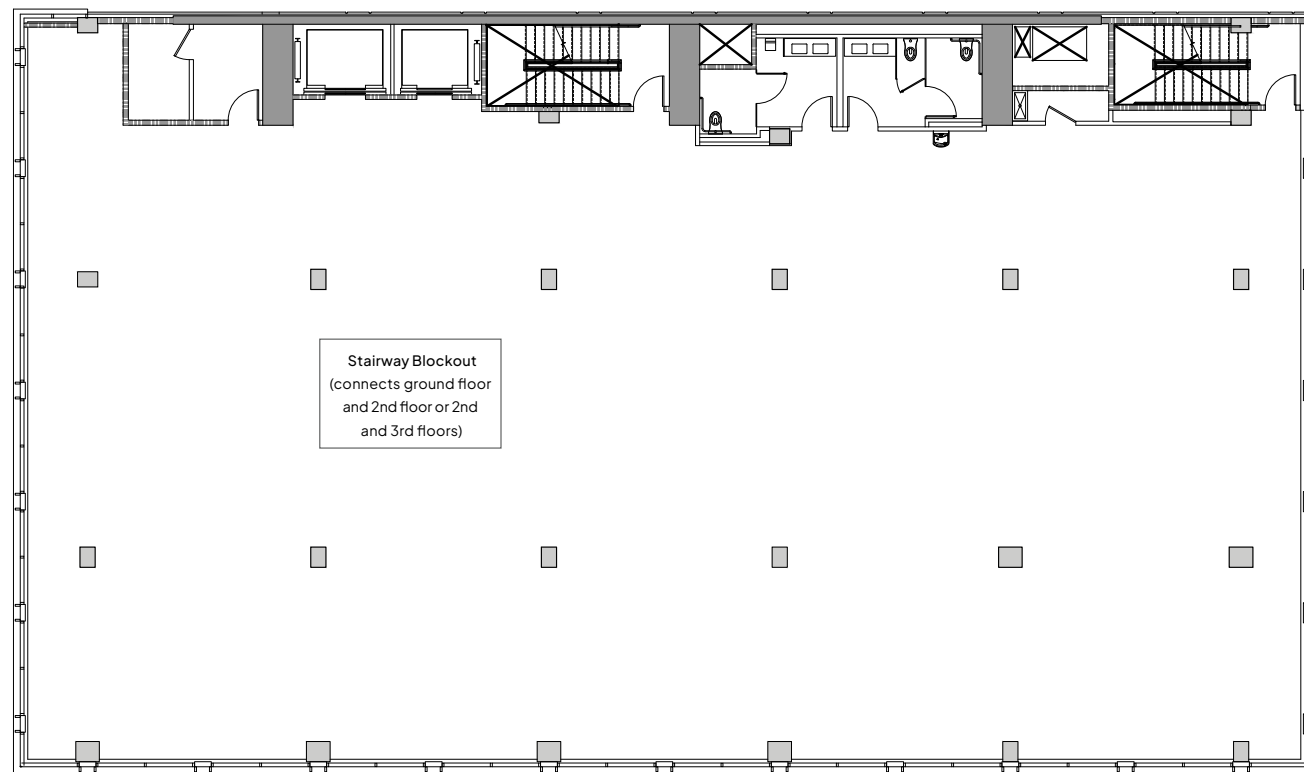 Stairway Blockout
(connects ground floor
and 2nd floor or 2nd
and 3rd floors)